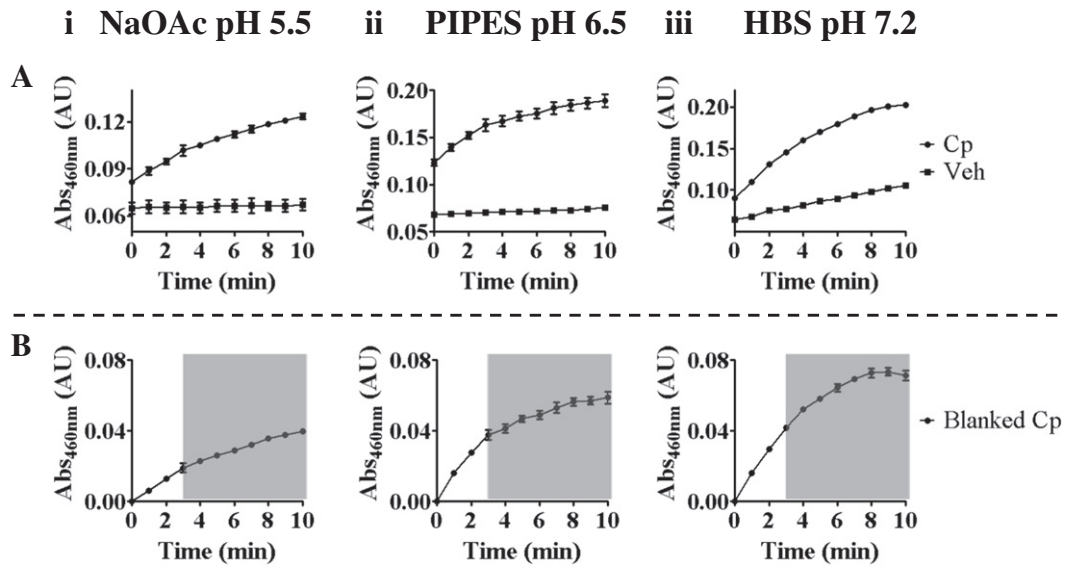 i NaOAc pH 5.5 ii PIPES pH 6.5 iii HBS pH 7.2
A
Abs460nm (AU)
0.12
0.09
0.06
0 2 4 6 8 10
Time (min)
Abs460nm (AU)
0.20
0.15
0.10
0.05
0 2 4 6 8 10
Time (min)
Abs460nm (AU)
0.20
0.15
0.10
0 2 4 6 8 10
Time (min)
Cp
Veh
B
Abs460nm (AU)
0.08
0.04
0.00
0 2 4 6 8 10
Time (min)
Abs460nm (AU)
0.08
0.04
0.00
0 2 4 6 8 10
Time (min)
Abs460nm (AU)
0.08
0.04
0.00
0 2 4 6 8 10
Time (min)
Blanked Cp